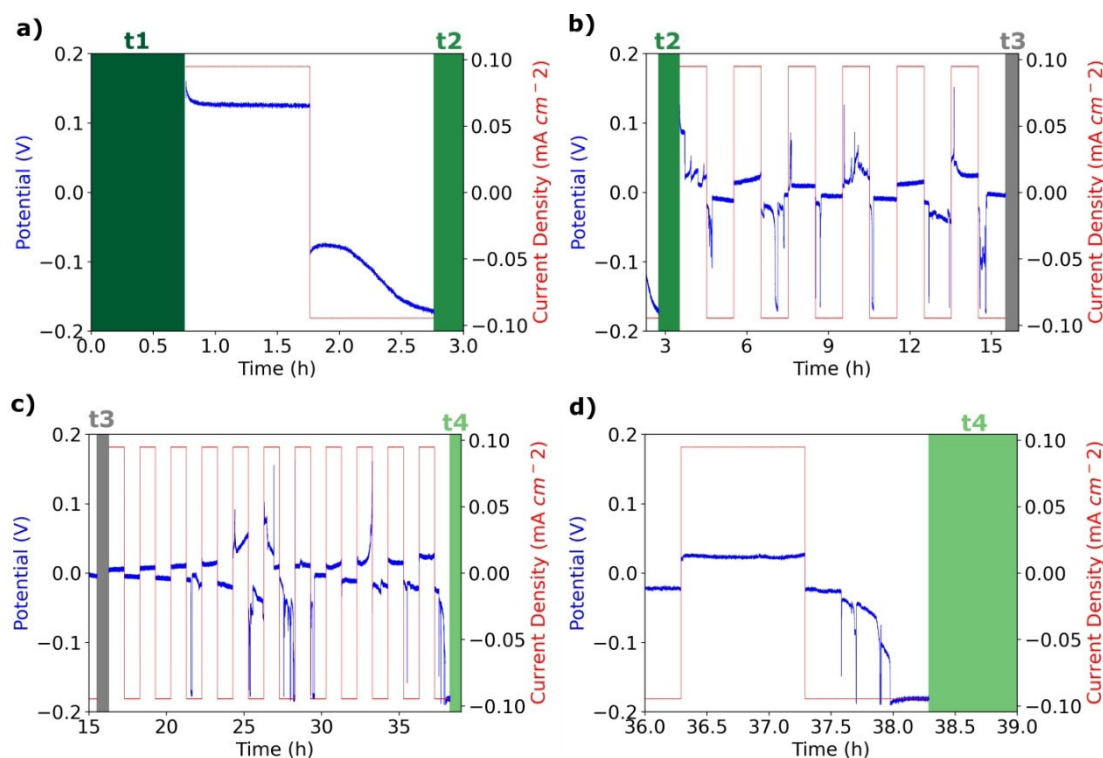 a)
t1
t2
0.2
0.1
0.0
−0.1
−0.2
Potential (V)
0.10
0.05
0.00
−0.05
−0.10
Current Density (mA cm− 2)
0.0 0.5 1.0 1.5 2.0 2.5 3.0
Time (h)
b)
t2
t3
0.2
0.1
0.0
−0.1
−0.2
Potential (V)
0.10
0.05
0.00
−0.05
−0.10
Current Density (mA cm− 2)
3 6 9 12 15
Time (h)
c)
t3
t4
0.2
0.1
0.0
−0.1
−0.2
Potential (V)
0.10
0.05
0.00
−0.05
−0.10
Current Density (mA cm− 2)
15 20 25 30 35
Time (h)
d)
t4
0.2
0.1
0.0
−0.1
−0.2
Potential (V)
0.10
0.05
0.00
−0.05
−0.10
Current Density (mA cm− 2)
36.0 36.5 37.0 37.5 38.0 38.5 39.0
Time (h)